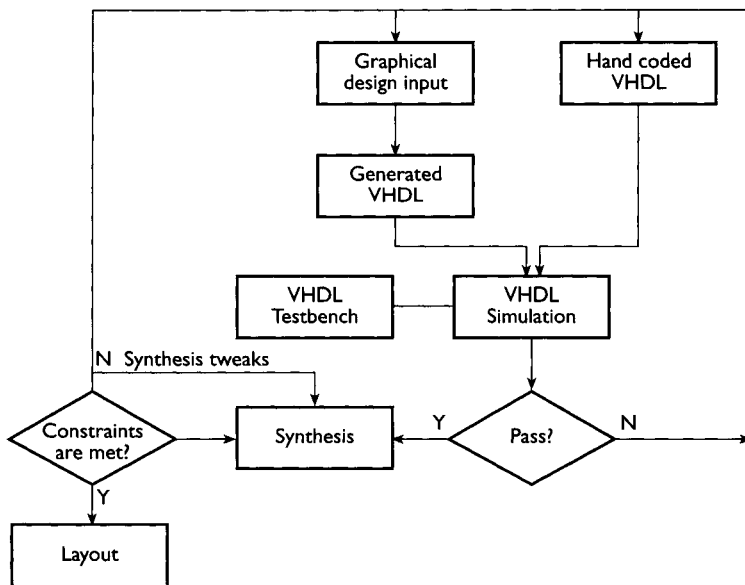 Graphical
design input
Hand coded
VHDL
Generated
VHDL
VHDL
Testbench
VHDL
Simulation
N Synthesis tweaks
Constraints
are met?
Synthesis
Y
Pass?
N
Y
Layout